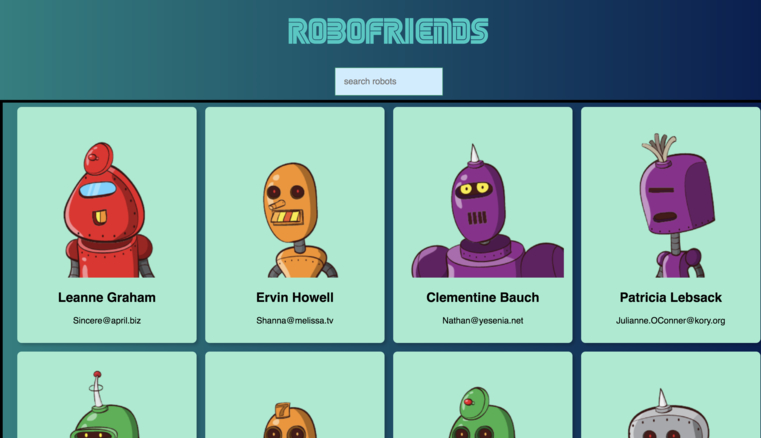 ROBOFRIENDS
search robots
Leanne Graham
Sincere@april.biz
Ervin Howell
Shanna@melissa.tv
Clementine Bauch
Nathan@yesenia.net
Patricia Lebsack
Julianne.OConner@kory.org